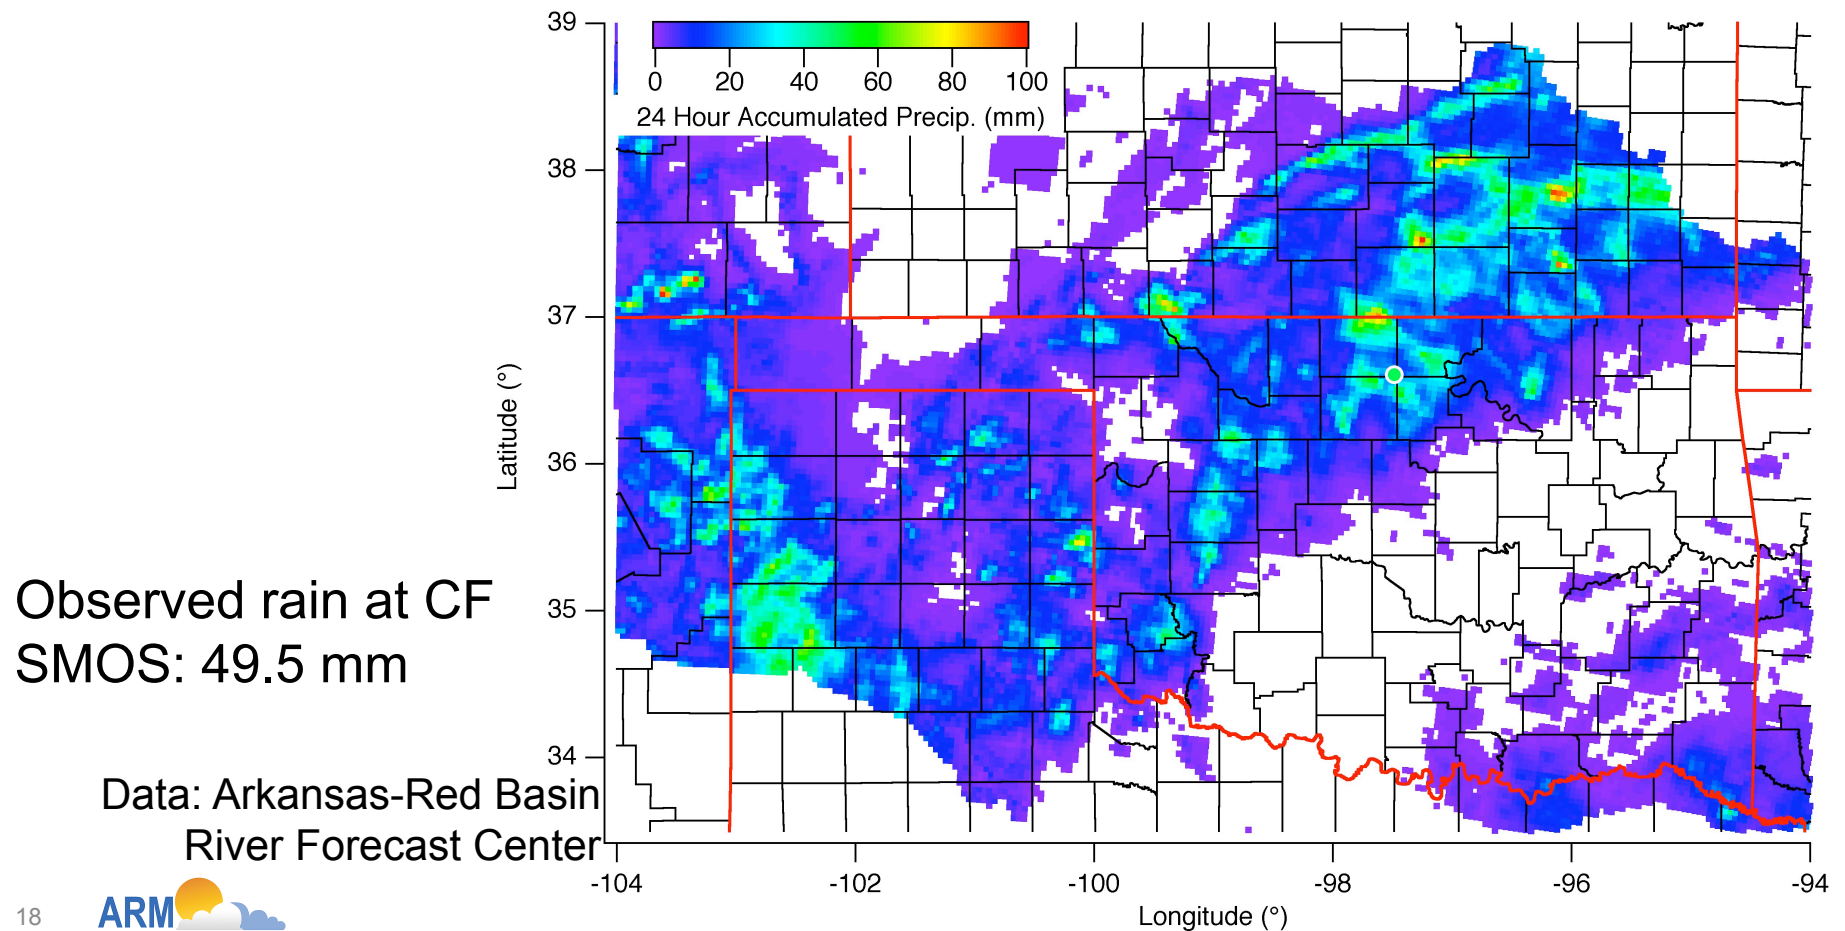 39
0 20 40 60 80 100
24 Hour Accumulated Precip. (mm)
38
37
36
35
34
Latitude (°)
-104 -102 -100 -98 -96 -94
Longitude (°)
Observed rain at CF
SMOS: 49.5 mm
Data: Arkansas-Red Basin
River Forecast Center
18
ARM